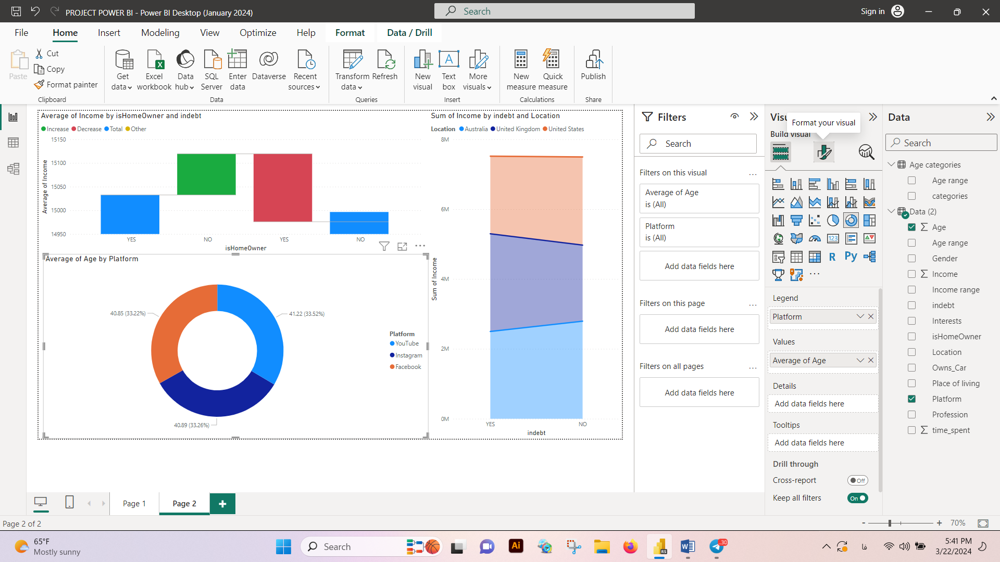 PROJECT POWER BI - Power BI Desktop (January 2024)
Search
Sign in
File Home Insert Modeling View Optimize Help Format Data / Drill
Paste
Cut
Copy
Format painter
Clipboard
Get data
Excel workbook
Data hub
SQL Server
Enter data
Dataverse
Recent sources
Data
Transform data
Refresh
Queries
New visual
A
Text box
More visuals
Insert
New measure
Quick measure
Calculations
Publish
Share
Average of Income by isHomeOwner and indebt
Increase Decrease Total Other
Average of Income
15150
15100
15050
15000
14950
YES NO YES NO
isHomeOwner
Average of Age by Platform
40.85 (33.22%)
41.22 (33.52%)
40.89 (33.26%)
Platform
YouTube
Instagram
Facebook
Sum of Income by indebt and Location
Location Australia United Kingdom United States
Sum of Income
8M
6M
4M
2M
0M
YES NO
indebt
Filters
Search
Filters on this visual ...
Average of Age
is (All)
Platform
is (All)
Add data fields here
Filters on this page ...
Add data fields here
Filters on all pages ...
Add data fields here
Format your visual
Build visual
123
R
Py
...
Legend
Platform
Values
Average of Age
Details
Add data fields here
Tooltips
Add data fields here
Drill through
Cross-report Off
Keep all filters On
Data
Search
Age categories
Age range
categories
Data (2)
Σ Age
Age range
Gender
Σ Income
Income range
indebt
Interests
isHomeOwner
Location
Owns_Car
Place of living
Platform
Profession
Σ time_spent
Page 1 Page 2 +
Page 2 of 2
- + 70%
65°F
Mostly sunny
Search
Ai
RS
W
30
فا
5:41 PM
3/22/2024